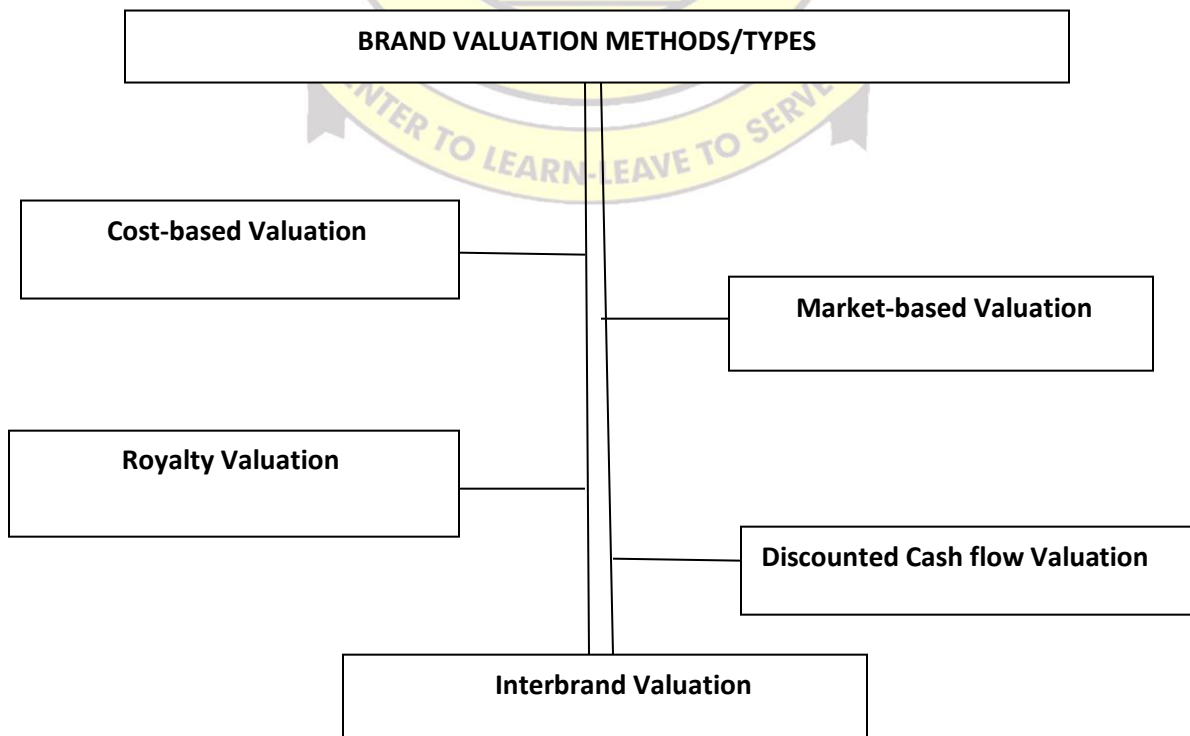 BRAND VALUATION METHODS/TYPES
ENTER TO LEARN-LEAVE TO SERVE
Cost-based Valuation
Market-based Valuation
Royalty Valuation
Discounted Cash flow Valuation
Interbrand Valuation